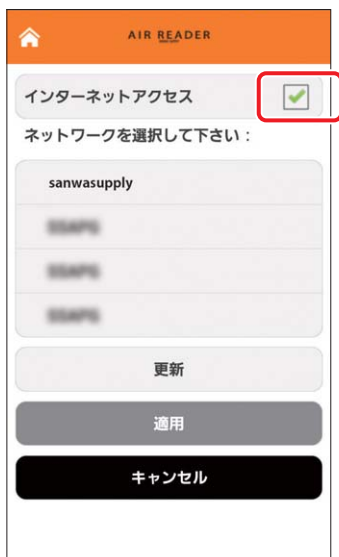 AIR READER
インターネットアクセス
ネットワークを選択して下さい：
sanwasupply
更新
適用
キャンセル